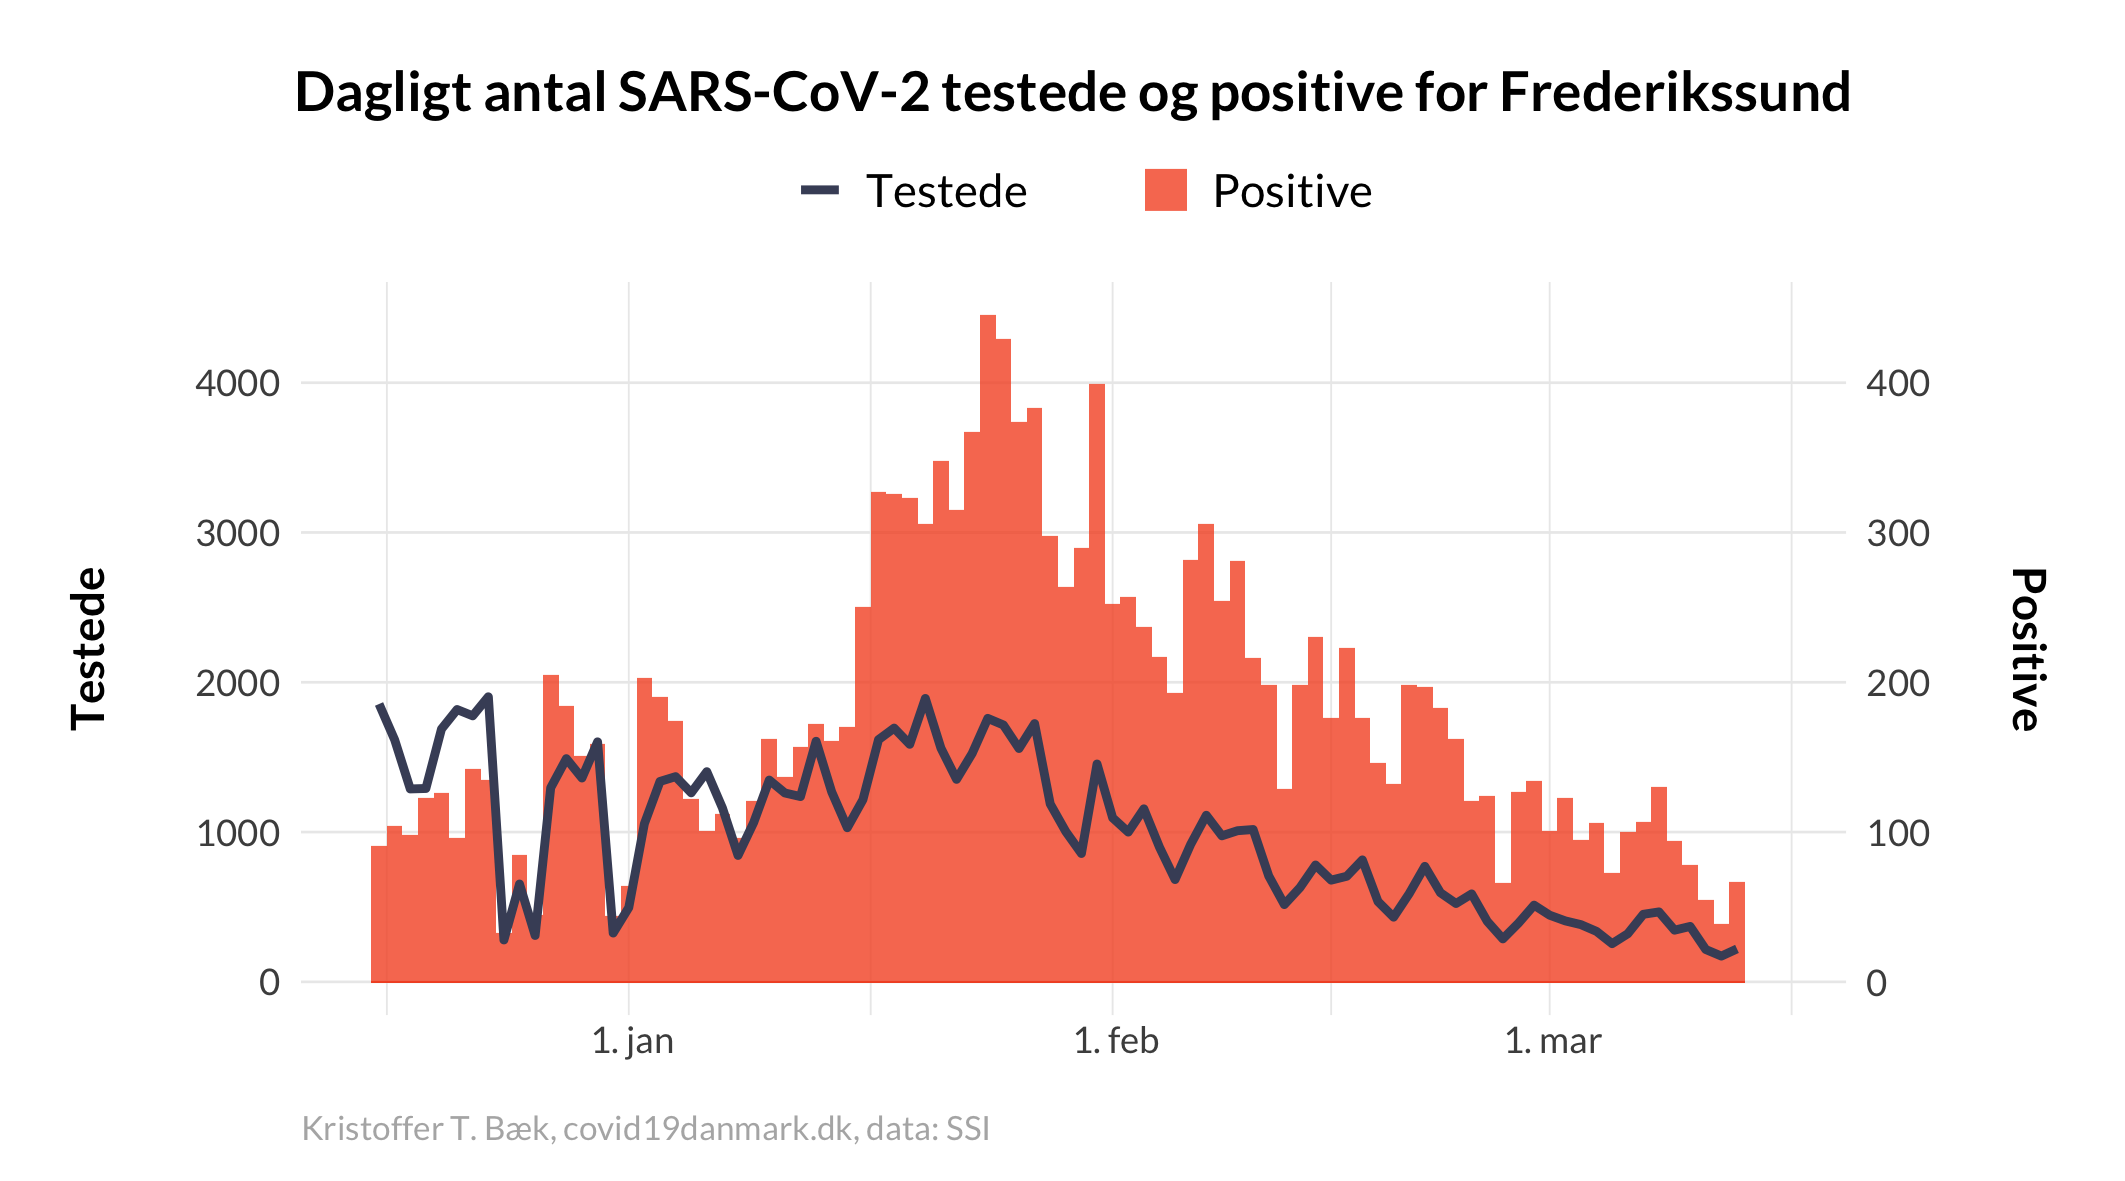 Dagligt antal SARS-CoV-2 testede og positive for Frederikssund
Testede
Positive
4000
3000
2000
1000
0
Testede
400
300
200
100
0
Positive
1. jan
1. feb
1. mar
Kristoffer T. Bæk, covid19danmark.dk, data: SSI